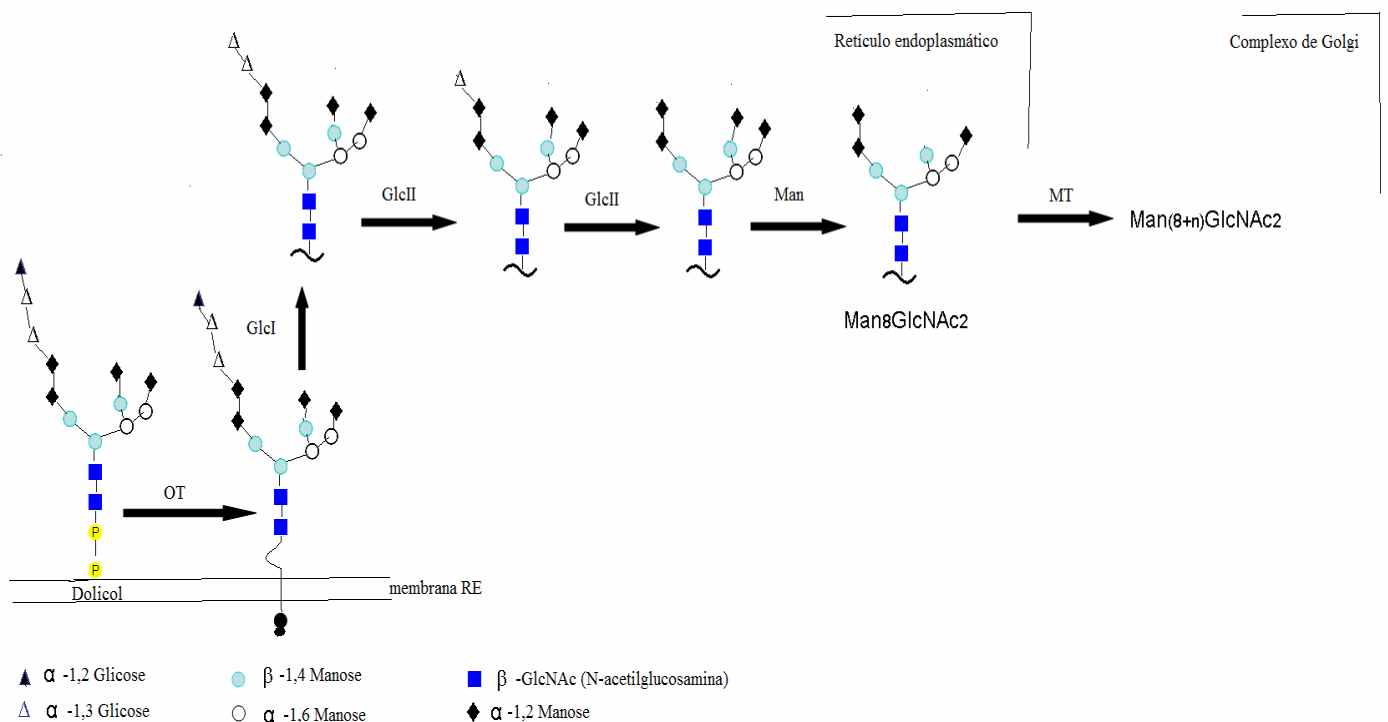 Retículo endoplasmático
Complexo de Golgi
GlcII
GlcII
Man
MT
Man(8+n)GlcNAc2
Man8GlcNAc2
GlcI
OT
P
P
Dolicol
membrana RE
α -1,2 Glicose
β -1,4 Manose
β -GlcNAc (N-acetilglucosamina)
α -1,3 Glicose
α -1,6 Manose
α -1,2 Manose